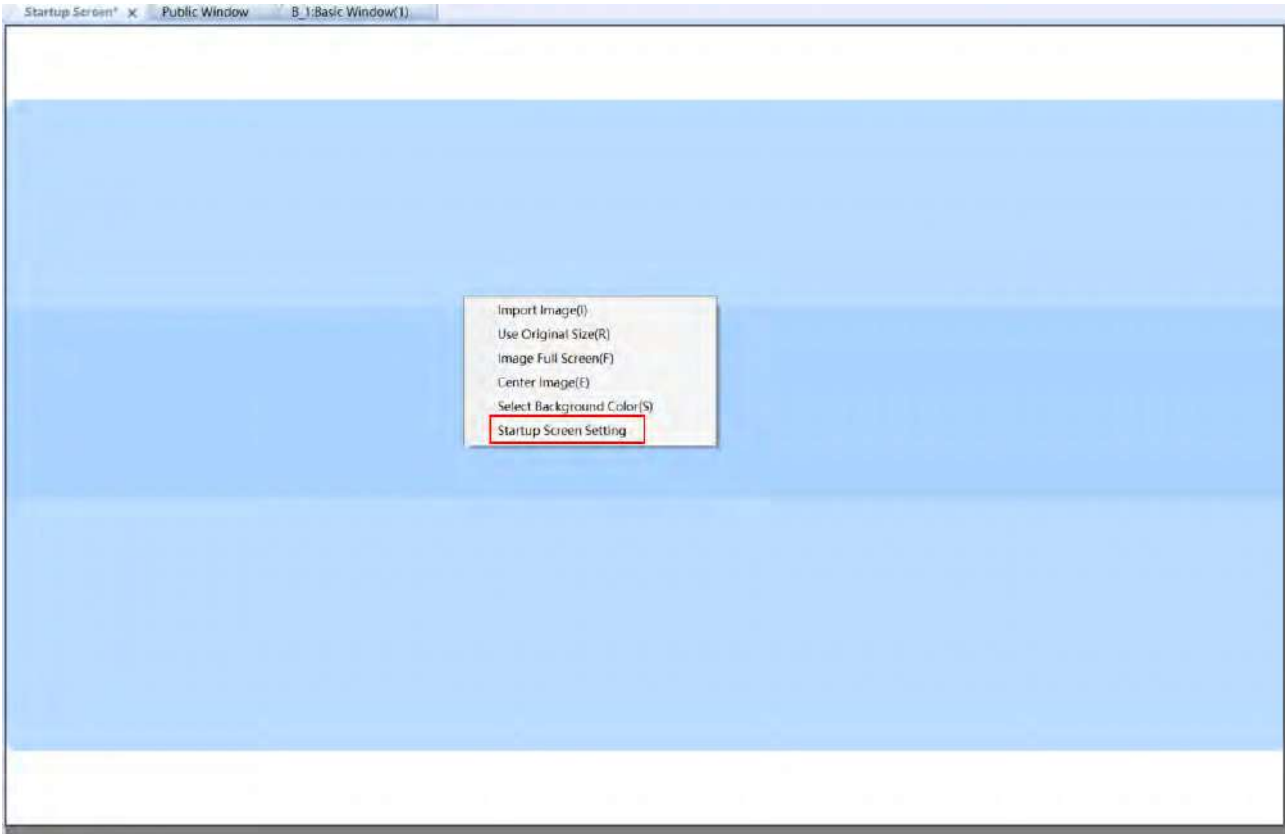 Startup Screen* x Public Window B_1:Basic Window(1)
Import Image(I)
Use Original Size(R)
Image Full Screen(F)
Center Image(E)
Select Background Color(S)
Startup Screen Setting